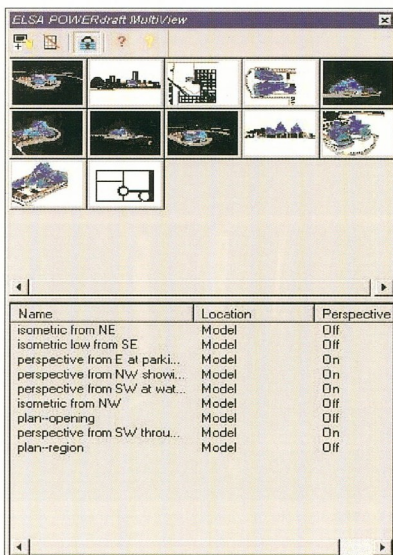 ELSA POWERdraft MultiView
Name Location Perspective
isometric from NE Model Off
isometric low from SE Model Off
perspective from E at parki... Model On
perspective from NW showi... Model On
perspective from SW at wat... Model On
isometric from NW Model Off
plan--opening Model Off
perspective from SW throu... Model On
plan--region Model Off